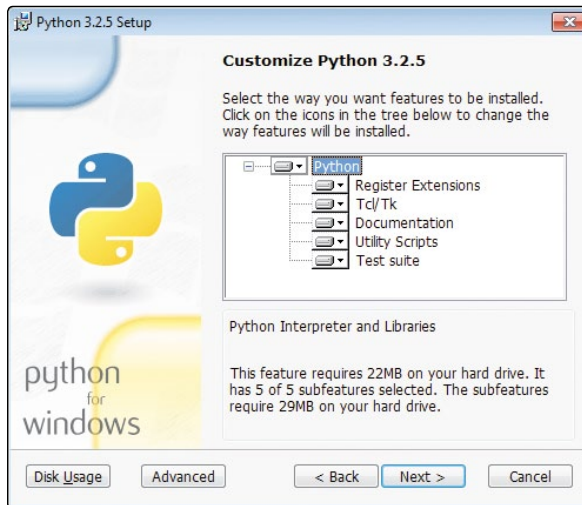 Python 3.2.5 Setup
Customize Python 3.2.5
Select the way you want features to be installed.
Click on the icons in the tree below to change the
way features will be installed.
Python
Register Extensions
Tcl/Tk
Documentation
Utility Scripts
Test suite
Python Interpreter and Libraries
This feature requires 22MB on your hard drive. It
has 5 of 5 subfeatures selected. The subfeatures
require 29MB on your hard drive.
python
for
windows
Disk Usage
Advanced
< Back
Next >
Cancel